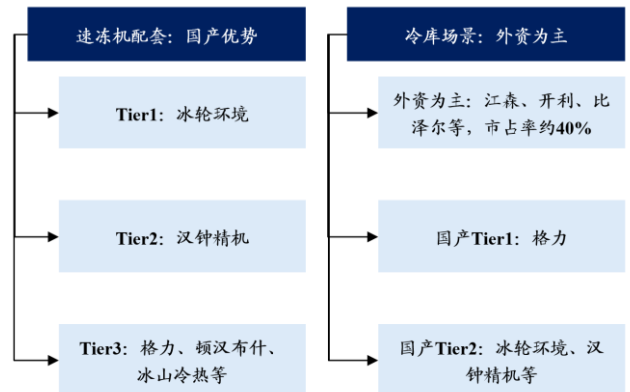 速冻机配套：国产优势
Tier1：冰轮环境
Tier2：汉钟精机
Tier3：格力、顿汉布什、
冰山冷热等
冷库场景：外资为主
外资为主：江森、开利、比
泽尔等，市占率约40%
国产Tier1：格力
国产Tier2：冰轮环境、汉
钟精机等